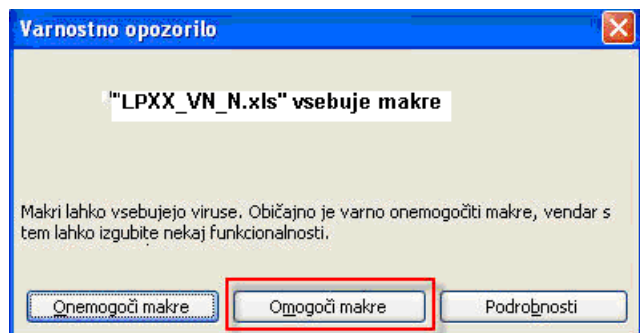 Varnostno opozorilo
"'LPXX_VN_N.xls" vsebuje makre
Makri lahko vsebujejo viruse. Običajno je varno onemogočiti makre, vendar s
tem lahko izgubite nekaj funkcionalnosti.
Onemogoči makre
Omogoči makre
Podrobnosti